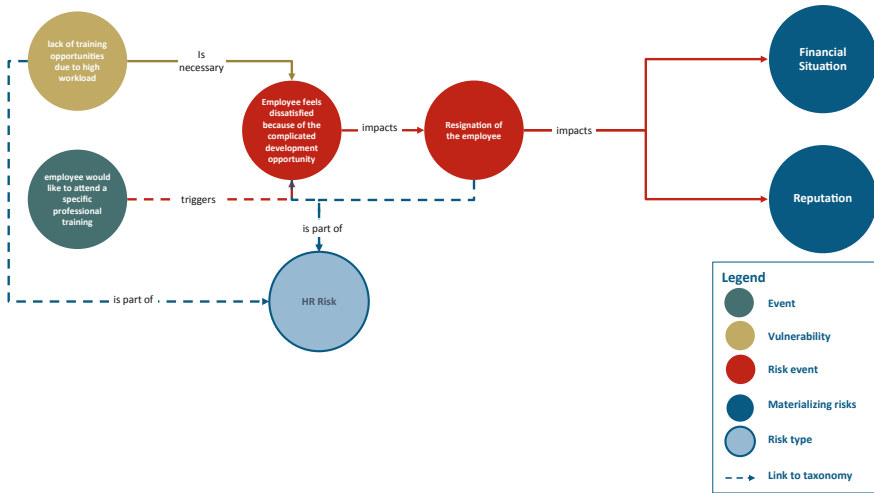 lack of training
opportunities
due to high
workload
Is
necessary
Employee feels
dissatisfied
because of the
complicated
development
opportunity
impacts
Resignation of
the employee
impacts
Financial
Situation
employee would
like to attend a
specific
professional
training
triggers
Reputation
is part of
is part of
HR Risk
Legend
Event
Vulnerability
Risk event
Materializing risks
Risk type
Link to taxonomy